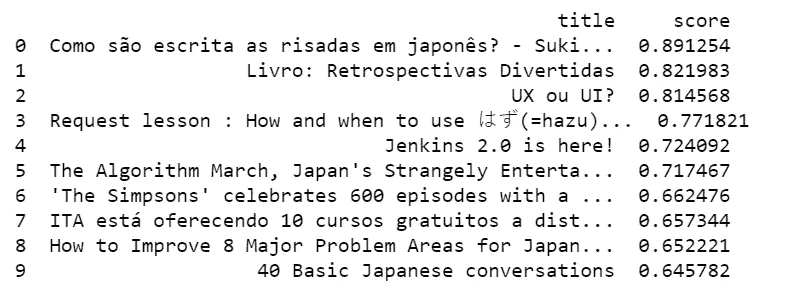 title score
0 Como são escrita as risadas em japonês? - Suki... 0.891254
1 Livro: Retrospectivas Divertidas 0.821983
2 UX ou UI? 0.814568
3 Request lesson : How and when to use はず(=hazu)... 0.771821
4 Jenkins 2.0 is here! 0.724092
5 The Algorithm March, Japan's Strangely Enterta... 0.717467
6 'The Simpsons' celebrates 600 episodes with a ... 0.662476
7 ITA está oferecendo 10 cursos gratuitos a dist... 0.657344
8 How to Improve 8 Major Problem Areas for Japan... 0.652221
9 40 Basic Japanese conversations 0.645782